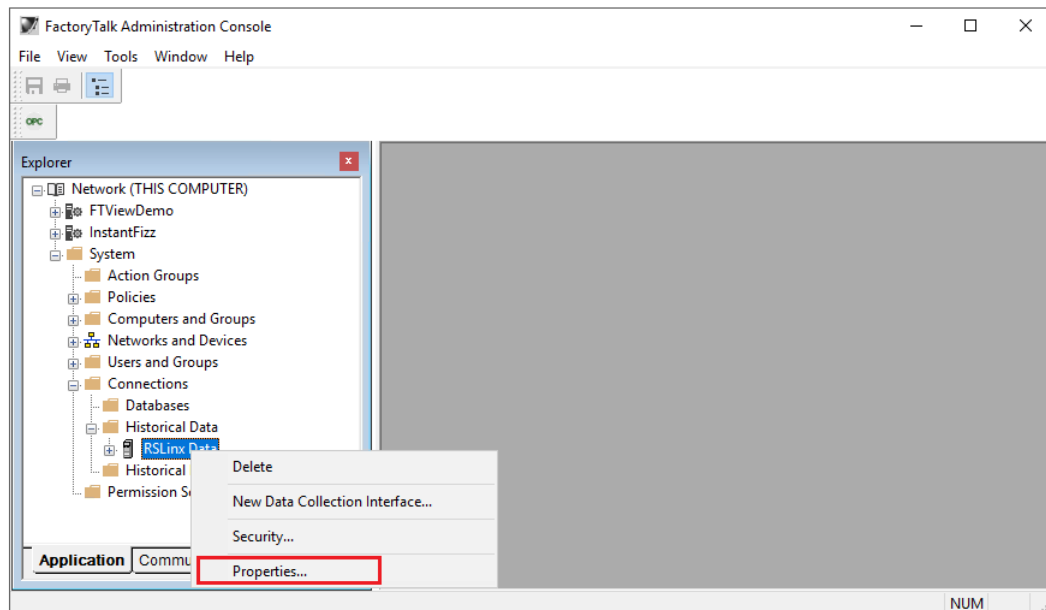 FactoryTalk Administration Console
File View Tools Window Help
OPC
Explorer
Network (THIS COMPUTER)
FTViewDemo
InstantFizz
System
Action Groups
Policies
Computers and Groups
Networks and Devices
Users and Groups
Connections
Databases
Historical Data
RSLinx Data
Historical
Permission S
Delete
New Data Collection Interface...
Security...
Properties...
Application Commu
NUM